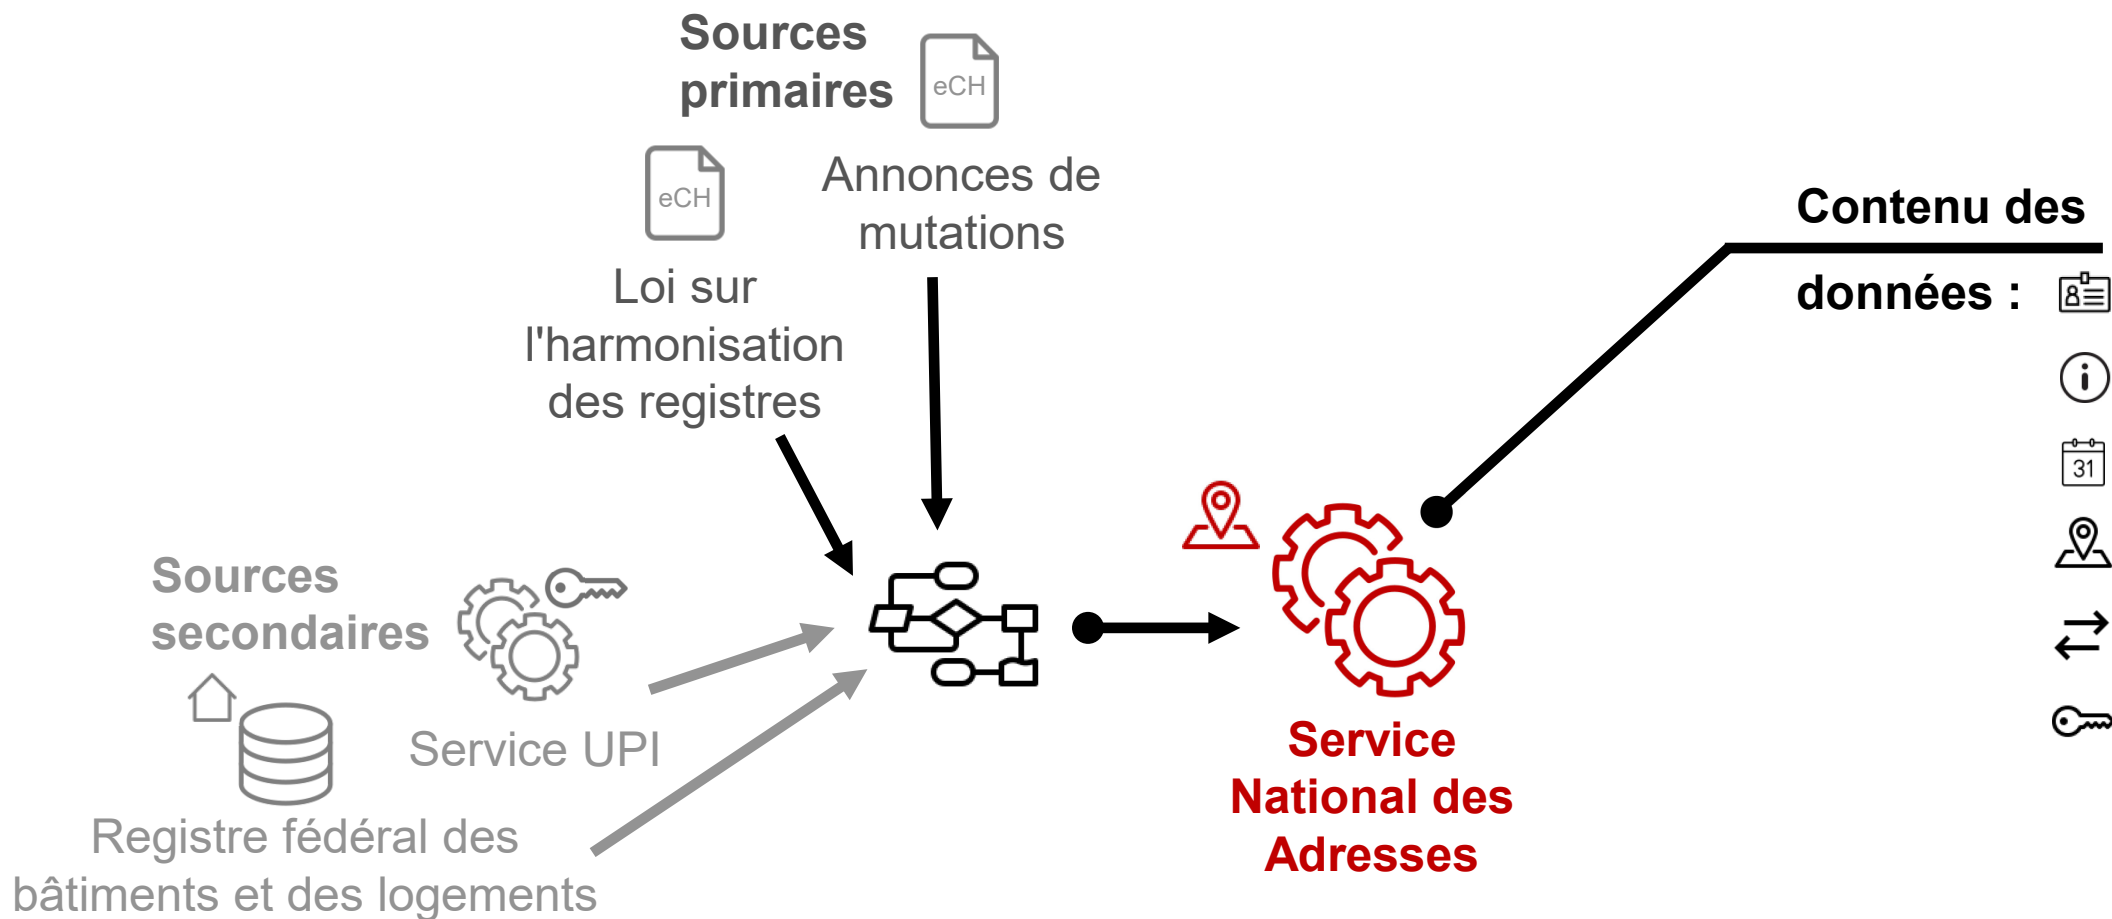 Sources
primaires
eCH
Annonces de
mutations
eCH
Loi sur
l'harmonisation
des registres
Contenu des
données :
31
Sources
secondaires
Service UPI
Registre fédéral des
bâtiments et des logements
Service
National des
Adresses